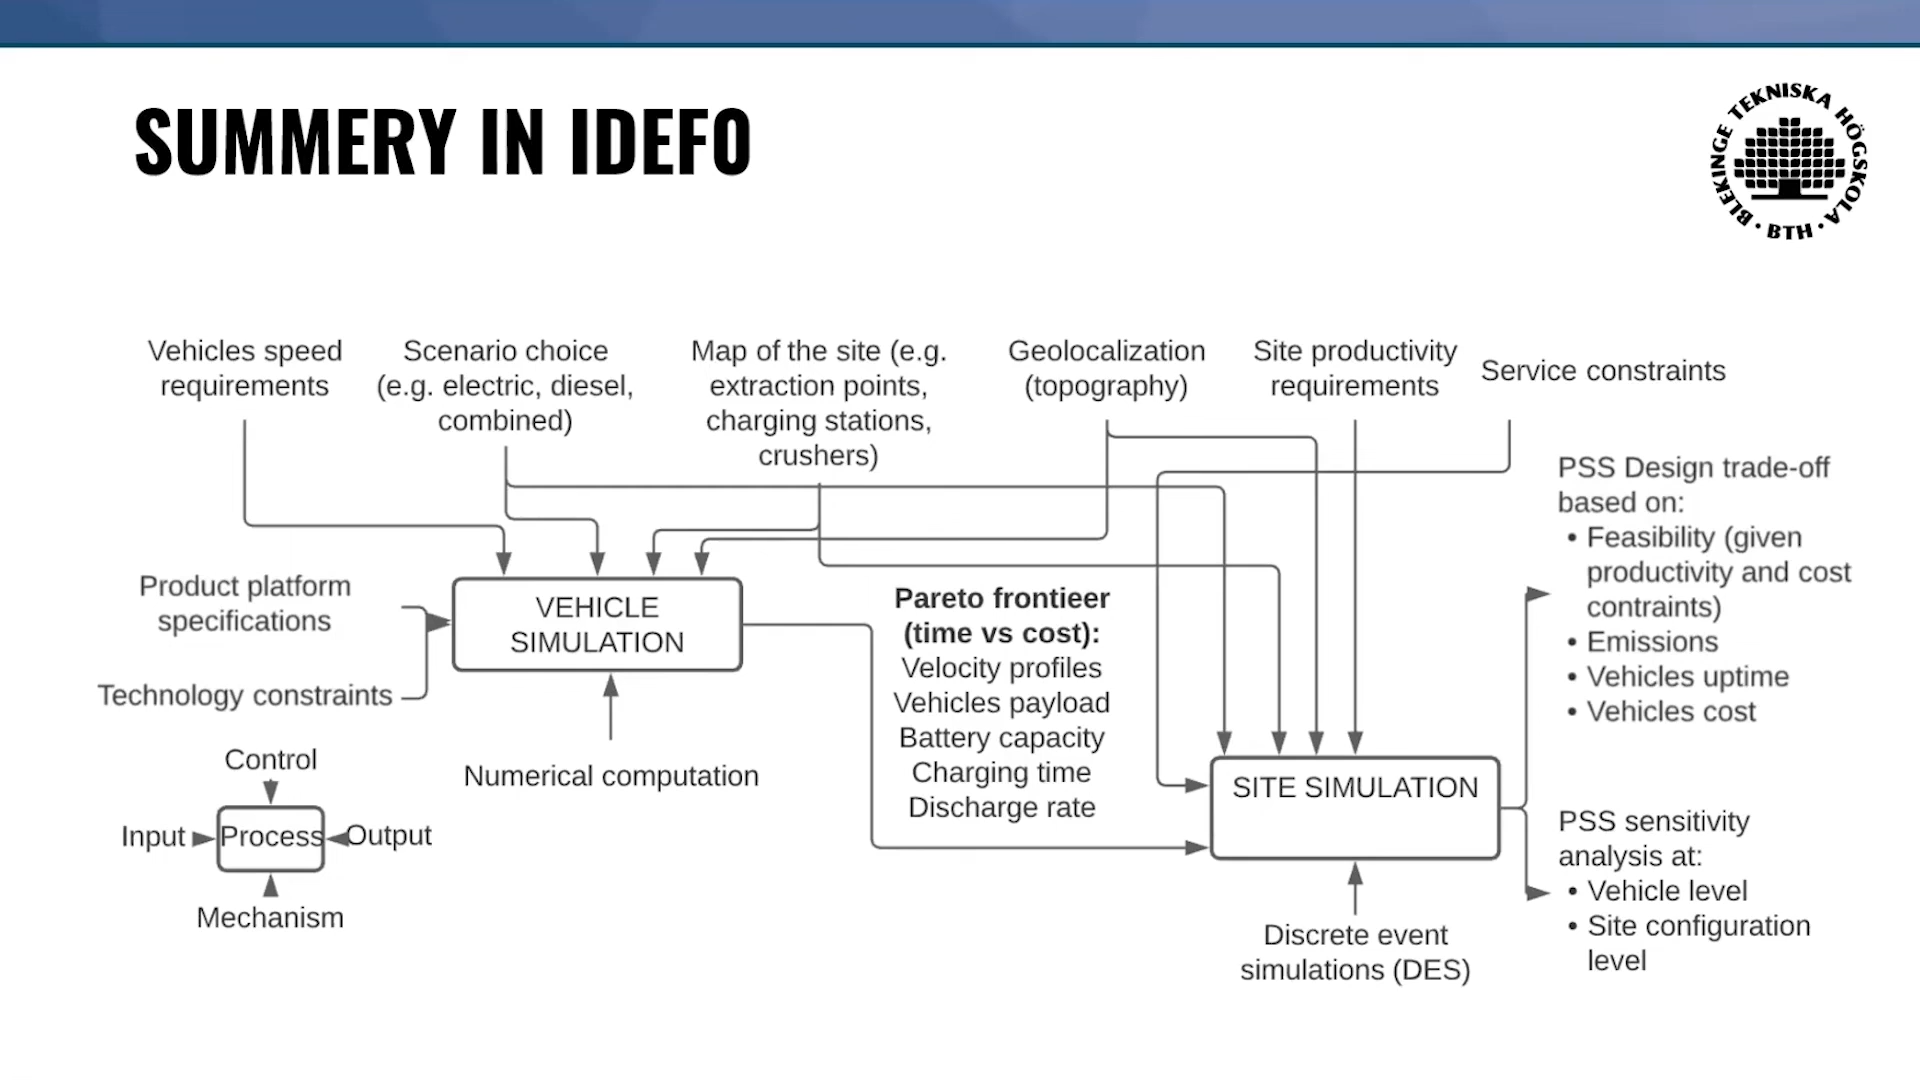 SUMMERY IN IDEFO
BLEKINGE TEKNISKA HÖGSKOLA
· BTH ·
Vehicles speed
requirements
Scenario choice
(e.g. electric, diesel,
combined)
Map of the site (e.g.
extraction points,
charging stations,
crushers)
Geolocalization
(topography)
Site productivity
requirements
Service constraints
Product platform
specifications
Technology constraints
VEHICLE
SIMULATION
Numerical computation
Control
Input
Process
Output
Mechanism
Pareto frontieer
(time vs cost):
Velocity profiles
Vehicles payload
Battery capacity
Charging time
Discharge rate
SITE SIMULATION
Discrete event
simulations (DES)
PSS Design trade-off
based on:
• Feasibility (given
productivity and cost
contraints)
• Emissions
• Vehicles uptime
• Vehicles cost
PSS sensitivity
analysis at:
• Vehicle level
• Site configuration
level